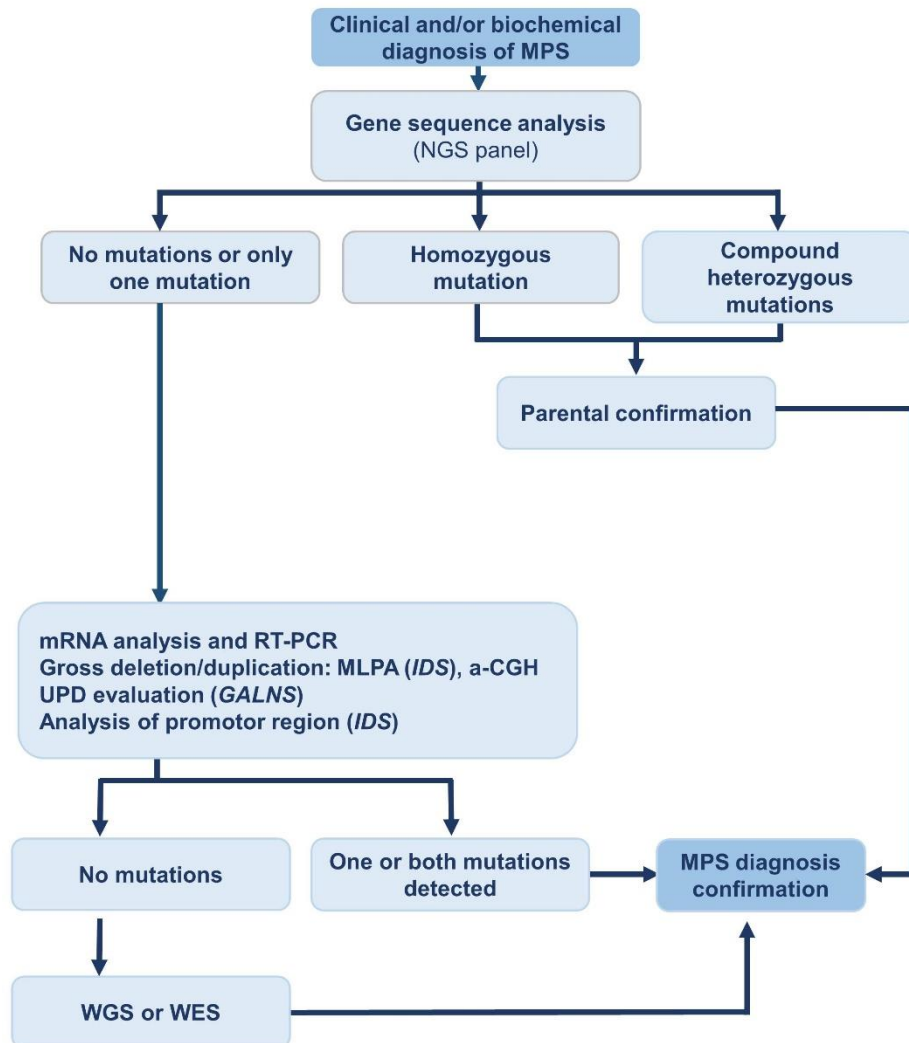 Clinical and/or biochemical
diagnosis of MPS
Gene sequence analysis
(NGS panel)
No mutations or only
one mutation
Homozygous
mutation
Compound
heterozygous
mutations
Parental confirmation
mRNA analysis and RT-PCR
Gross deletion/duplication: MLPA (IDS), a-CGH
UPD evaluation (GALNS)
Analysis of promotor region (IDS)
No mutations
One or both mutations
detected
MPS diagnosis
confirmation
WGS or WES